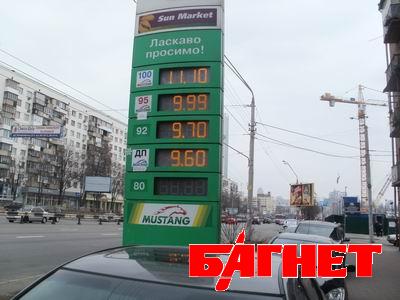 Sun Market
Ласкаво
просимо!
100 11.10
95 9.99
92 9.70
ДП 9.60
80
MUSTANG
БАГНЕТ